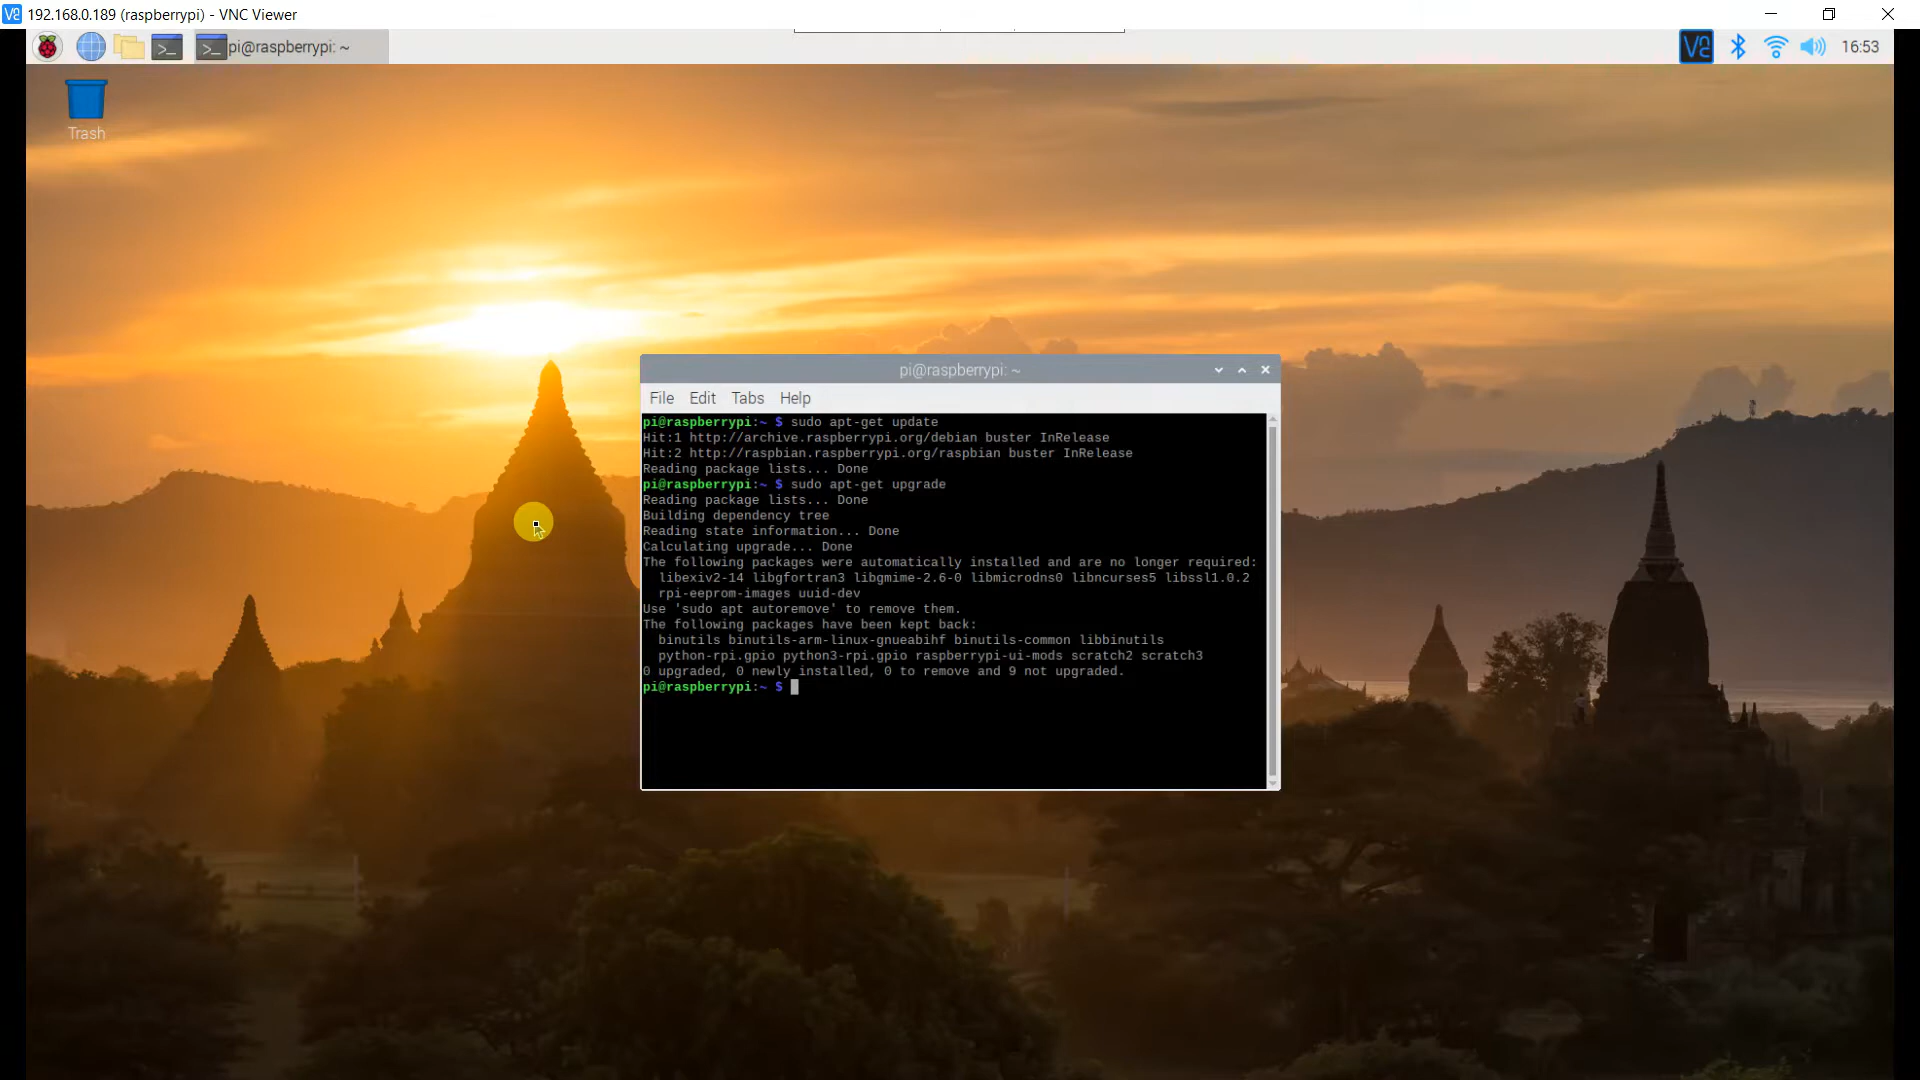 192.168.0.189 (raspberrypi) - VNC Viewer
pi@raspberrypi: ~
16:53
Trash
pi@raspberrypi: ~
File Edit Tabs Help
pi@raspberrypi:~ $ sudo apt-get update
Hit:1 http://archive.raspberrypi.org/debian buster InRelease
Hit:2 http://raspbian.raspberrypi.org/raspbian buster InRelease
Reading package lists... Done
pi@raspberrypi:~ $ sudo apt-get upgrade
Reading package lists... Done
Building dependency tree
Reading state information... Done
Calculating upgrade... Done
The following packages were automatically installed and are no longer required:
libexiv2-14 libgfortran3 libgmime-2.6-0 libmicrodns0 libncurses5 libssl1.0.2
rpi-eeprom-images uuid-dev
Use 'sudo apt autoremove' to remove them.
The following packages have been kept back:
binutils binutils-arm-linux-gnueabihf binutils-common libbinutils
python-rpi.gpio python3-rpi.gpio raspberrypi-ui-mods scratch2 scratch3
0 upgraded, 0 newly installed, 0 to remove and 9 not upgraded.
pi@raspberrypi:~ $